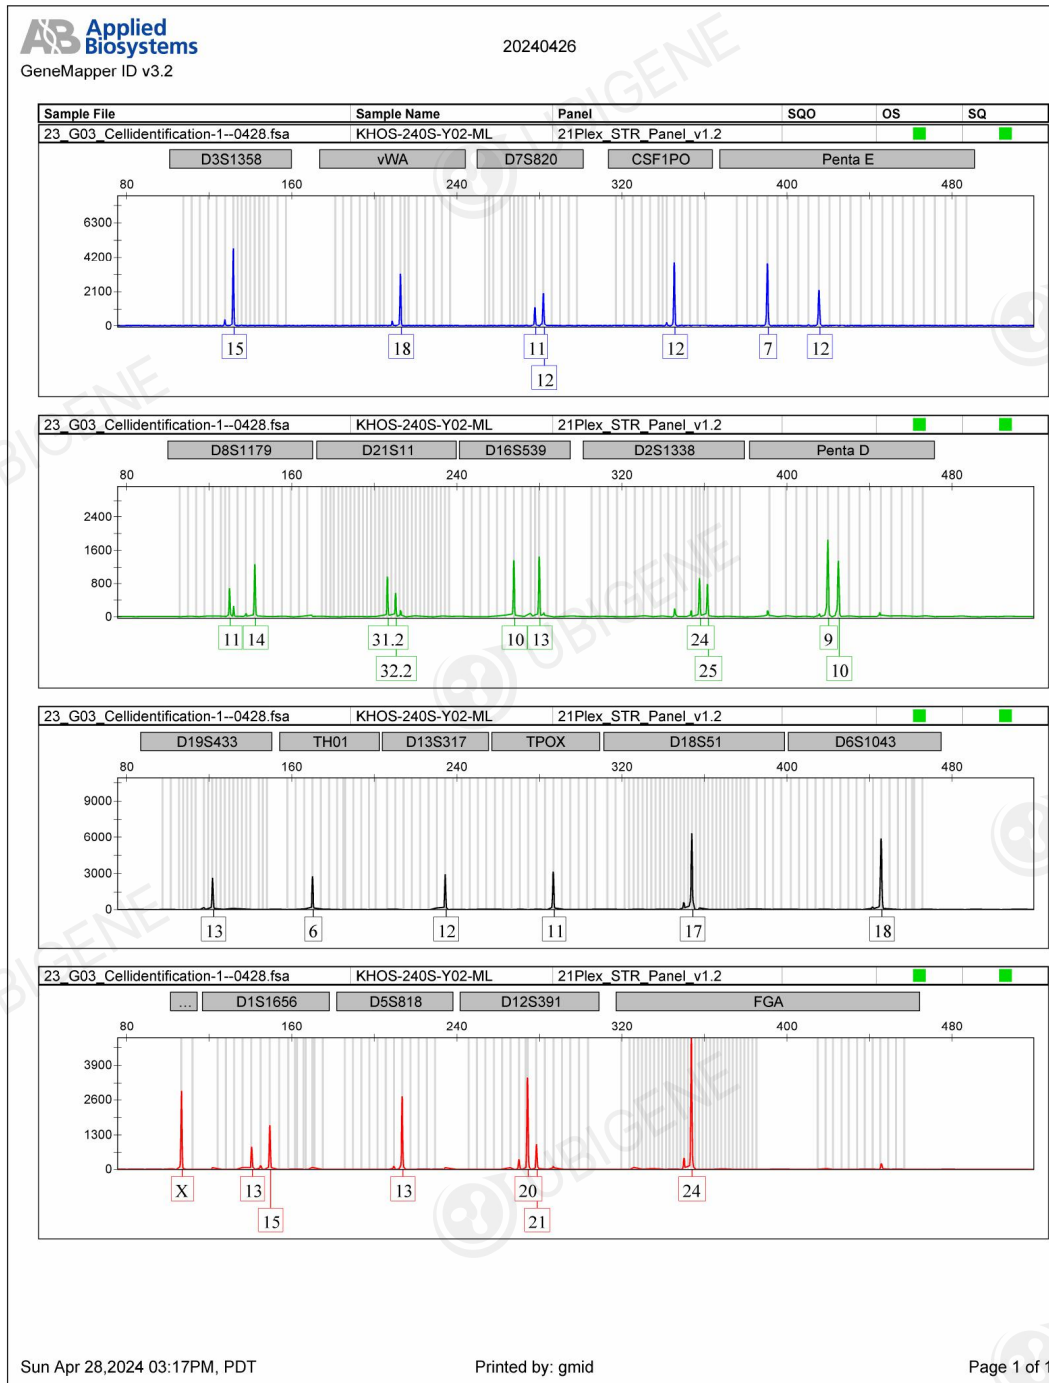 AB Applied Biosystems
GeneMapper ID v3.2
20240426
Sample File Sample Name Panel SQO OS SQ
23_G03_Cellidentification-1--0428.fsa KHOS-240S-Y02-ML 21Plex_STR_Panel_v1.2
D3S1358 vWA D7S820 CSF1PO Penta E
80 160 240 320 400 480
6300
4200
2100
0
15 18 11 12 7 12
12
23_G03_Cellidentification-1--0428.fsa KHOS-240S-Y02-ML 21Plex_STR_Panel_v1.2
D8S1179 D21S11 D16S539 D2S1338 Penta D
80 160 240 320 400 480
2400
1600
800
0
11 14 31.2 10 13 24 9
32.2 25 10
23_G03_Cellidentification-1--0428.fsa KHOS-240S-Y02-ML 21Plex_STR_Panel_v1.2
D19S433 TH01 D13S317 TPOX D18S51 D6S1043
80 160 240 320 400 480
9000
6000
3000
0
13 6 12 11 17 18
23_G03_Cellidentification-1--0428.fsa KHOS-240S-Y02-ML 21Plex_STR_Panel_v1.2
... D1S1656 D5S818 D12S391 FGA
80 160 240 320 400 480
3900
2600
1300
0
X 13 13 20 24
15 21
Sun Apr 28,2024 03:17PM, PDT Printed by: gmid Page 1 of 1
UBIGENE
UBIGENE
UBIGENE
UBIGENE
UBIGENE